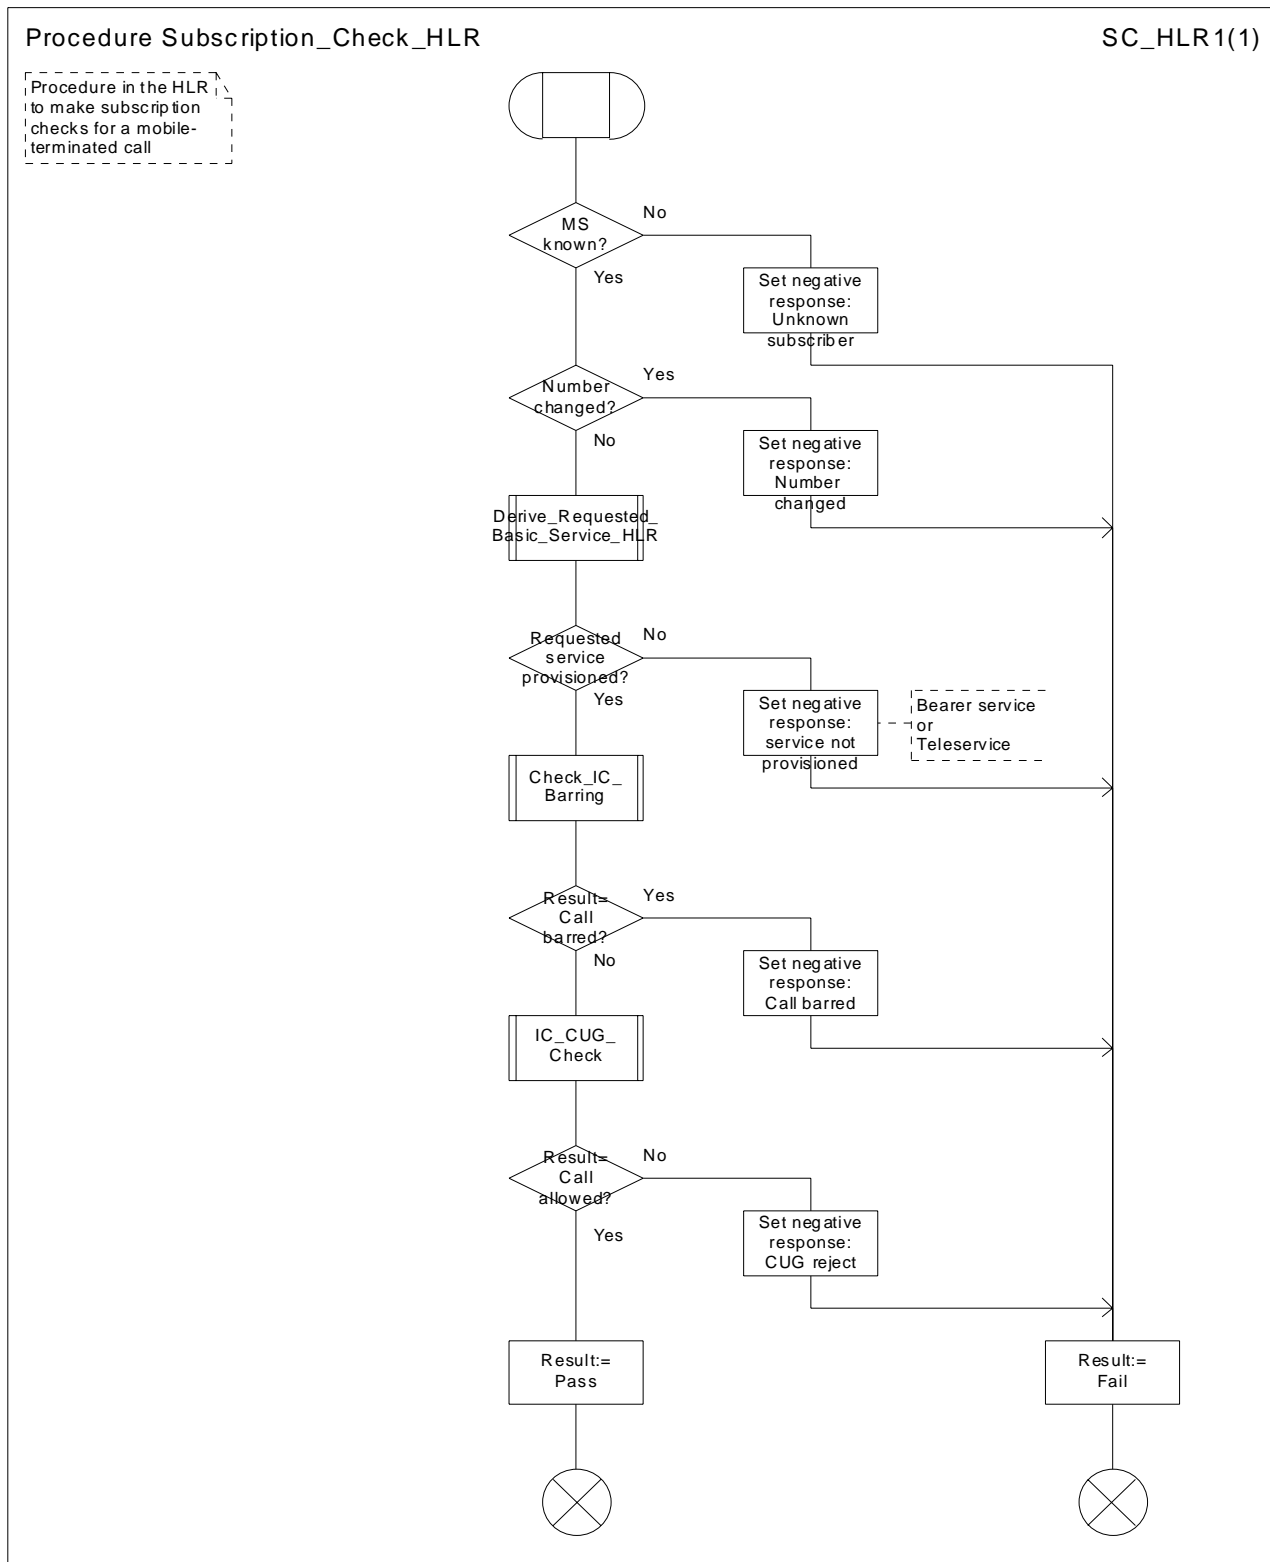 Procedure Subscription_Check_HLR
SC_HLR1(1)
Procedure in the HLR
to make subscription
checks for a mobile-
terminated call
MS
known?
No
Yes
Set negative
response:
Unknown
subscriber
Number
changed?
Yes
No
Set negative
response:
Number
changed
Derive_Requested_
Basic_Service_HLR
Requested
service
provisioned?
No
Yes
Set negative
response:
service not
provisioned
Bearer service
or
Teleservice
Check_IC_
Barring
Result=
Call
barred?
Yes
No
Set negative
response:
Call barred
IC_CUG_
Check
Result=
Call
allowed?
No
Yes
Set negative
response:
CUG reject
Result:=
Pass
Result:=
Fail